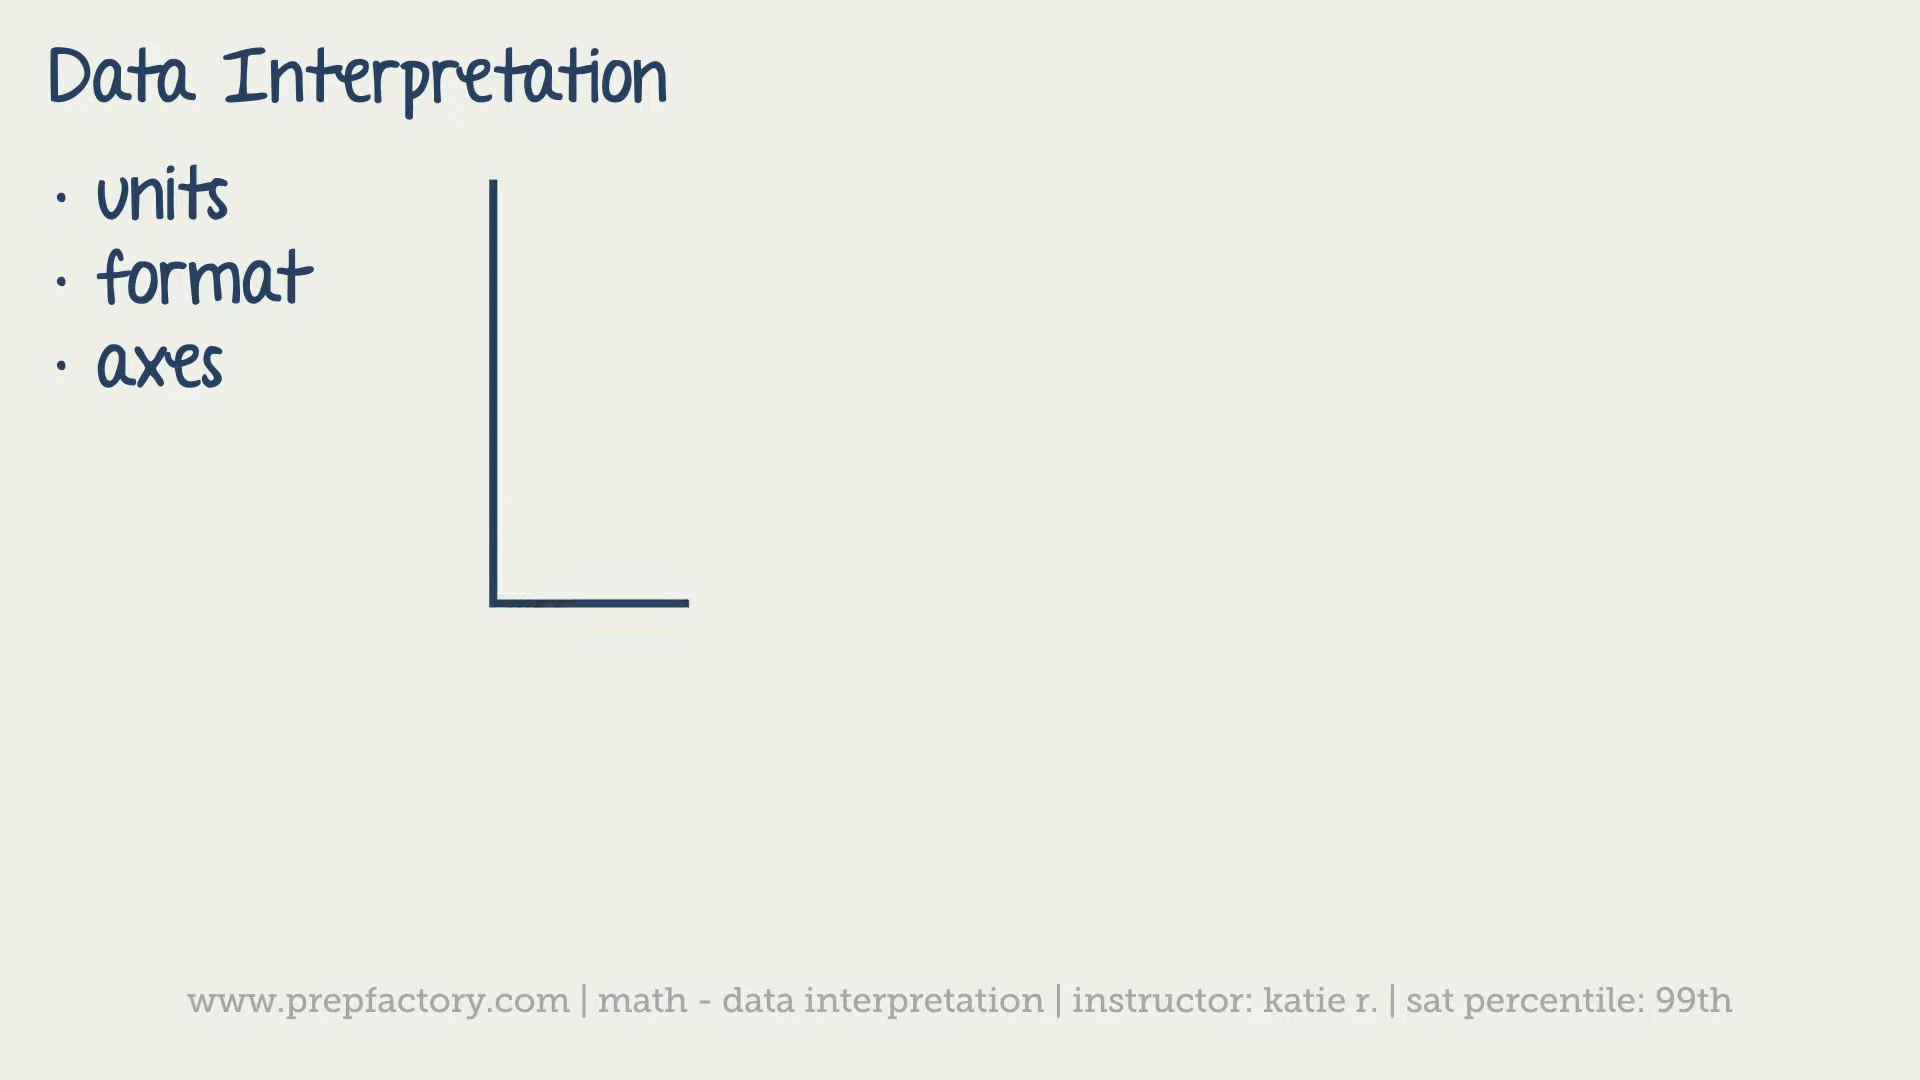 Data Interpretation
· units
· format
· axes
www.prepfactory.com | math - data interpretation | instructor: katie r. | sat percentile: 99th